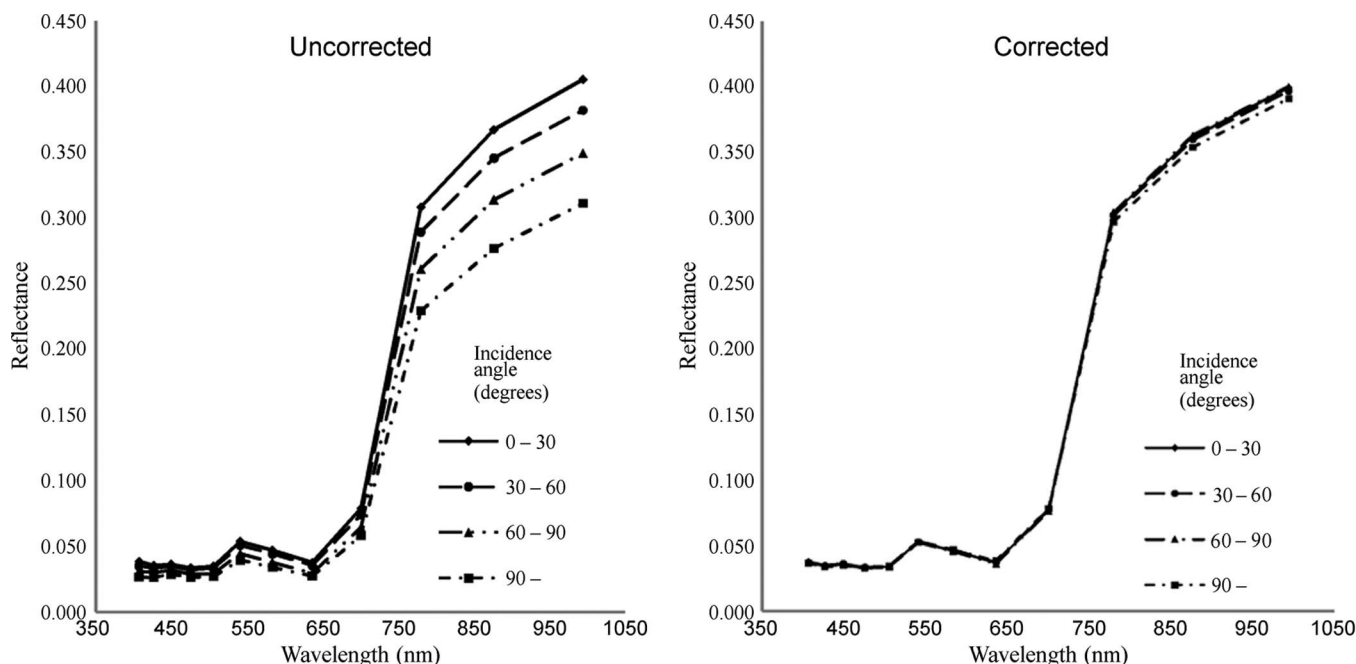 Uncorrected
0.450
0.400
0.350
0.300
0.250
0.200
0.150
0.100
0.050
0.000
Reflectance
350 450 550 650 750 850 950 1050
Wavelength (nm)
Incidence
angle
(degrees)
0 – 30
30 – 60
60 – 90
90 –
Corrected
0.450
0.400
0.350
0.300
0.250
0.200
0.150
0.100
0.050
0.000
Reflectance
350 450 550 650 750 850 950 1050
Wavelength (nm)
Incidence
angle
(degrees)
0 – 30
30 – 60
60 – 90
90 –